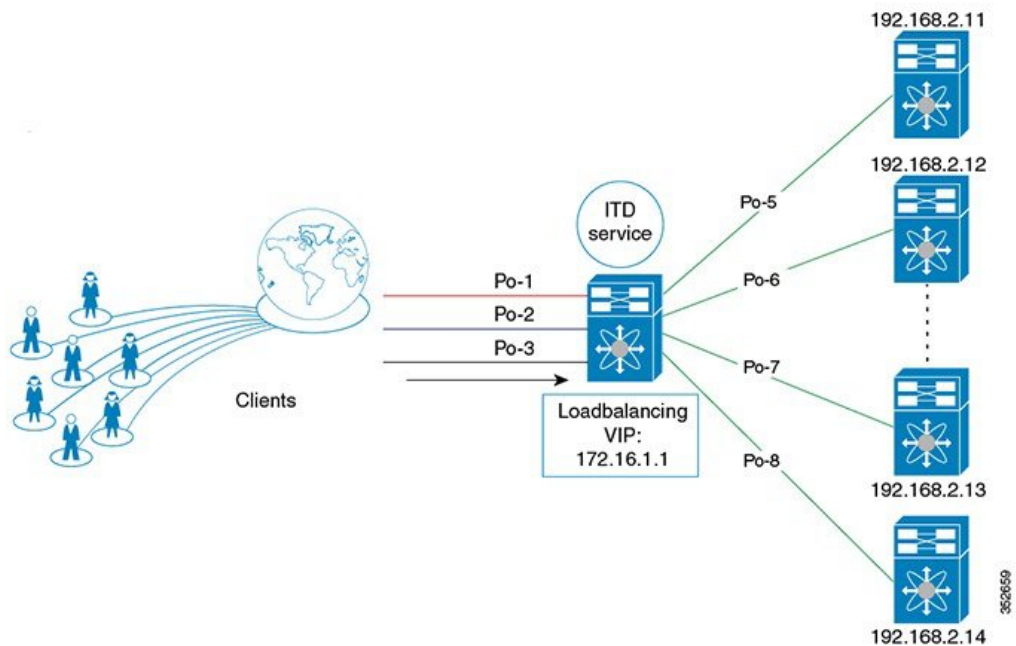 192.168.2.11
192.168.2.12
Po-5
ITD
service
Po-6
Po-1
Po-2
Po-3
Po-7
Clients
Loadbalancing
VIP:
172.16.1.1
Po-8
192.168.2.13
192.168.2.14
352659